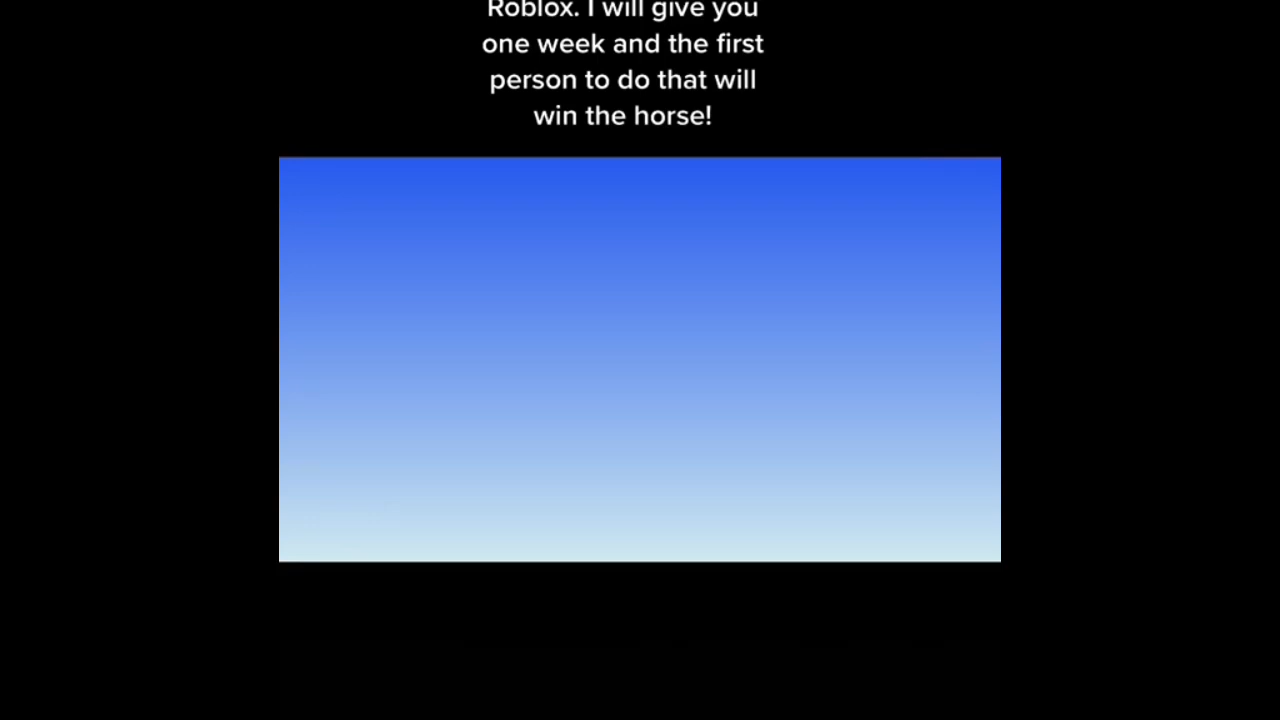 Roblox. I will give you
one week and the first
person to do that will
win the horse!